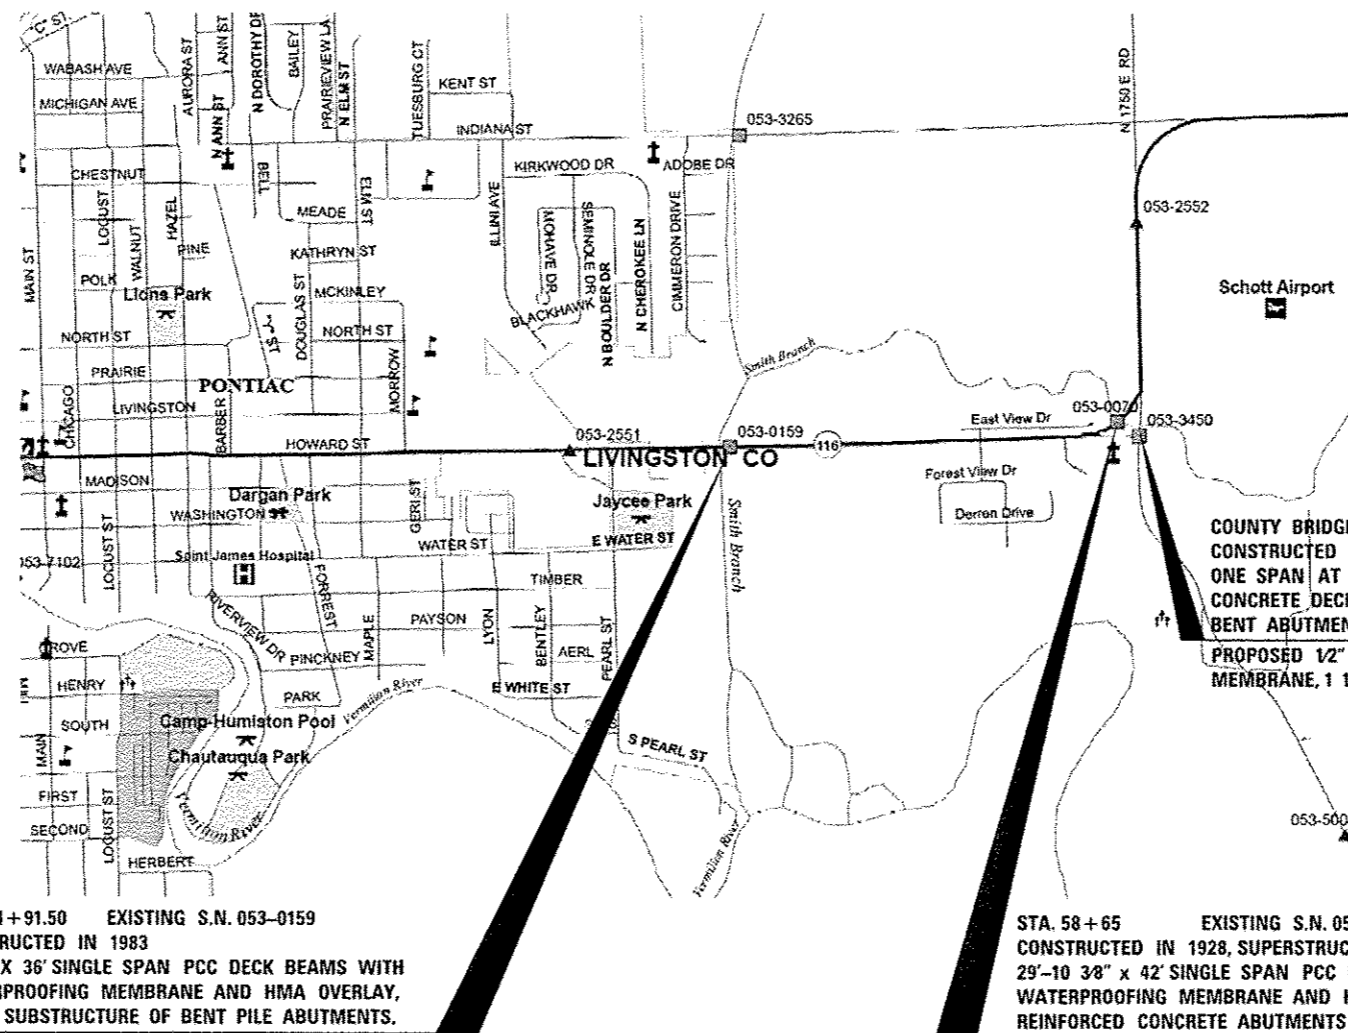 "C" ST
WABASH AVE
MICHIGAN AVE
AURORA ST
ANN ST
N ANN ST
N DOROTHY DR
BAILEY
PRAIRIEVIEW LA
N ELM ST
TUESBURG CT
KENT ST
INDIANA ST
053-3265
N 1750 E RD
CHESTNUT
BELL
ELM ST
KIRKWOOD DR
ADOBE DR
LOCUST
WALNUT
HAZEL
MEADE
ILLINI AVE
MOHAVE DR
SEMINOLE DR
N BOULDER DR
N CHEROKEE LN
CIMMERON DRIVE
053-2552
MAIN ST
PINE
KATHRYN ST
POLK
Lions Park
DOUGLAS ST
MCKINLEY
BLACKHAWK
Schott Airport
NORTH ST
"Y" ST
NORTH ST
MORROW
PRAIRIE
PONTIAC
Smith Branch
CHICAGO
LIVINGSTON
BARBER
HOWARD ST
053-2551
053-0159
LIVINGSTON CO
116
East View Dr
053-0070
053-3450
MADISON
Dargan Park
WASHINGTON
GERI ST
Jaycee Park
Smith Branch
Forest View Dr
Derren Drive
LOCUST ST
053-7102
Saint James Hospital
WATER ST
E WATER ST
FORREST
TIMBER
RIVERVIEW DR
MAPLE
PAYSON
LYON
BENTLEY
PEARL ST
AERL
GROVE
PINCKNEY
HENRY
PARK
E WHITE ST
Vermilion River
SOUTH
Camp-Humiston Pool
Chautauqua Park
MAIN
S PEARL ST
FIRST
LOCUST ST
SECOND
Vermilion River
Vermilion River
HERBERT
053-500
COUNTY BRIDGE
CONSTRUCTED
ONE SPAN AT
CONCRETE DECK
BENT ABUTMEN
PROPOSED 1/2"
MEMBRANE, 1 1
1+91.50 EXISTING S.N. 053-0159
RUCTED IN 1983
X 36' SINGLE SPAN PCC DECK BEAMS WITH
RPROOFING MEMBRANE AND HMA OVERLAY,
SUBSTRUCTURE OF BENT PILE ABUTMENTS.
STA. 58+65 EXISTING S.N. 05
CONSTRUCTED IN 1928, SUPERSTRUC
29'-10 3/8" x 42' SINGLE SPAN PCC
WATERPROOFING MEMBRANE AND H
REINFORCED CONCRETE ABUTMENTS